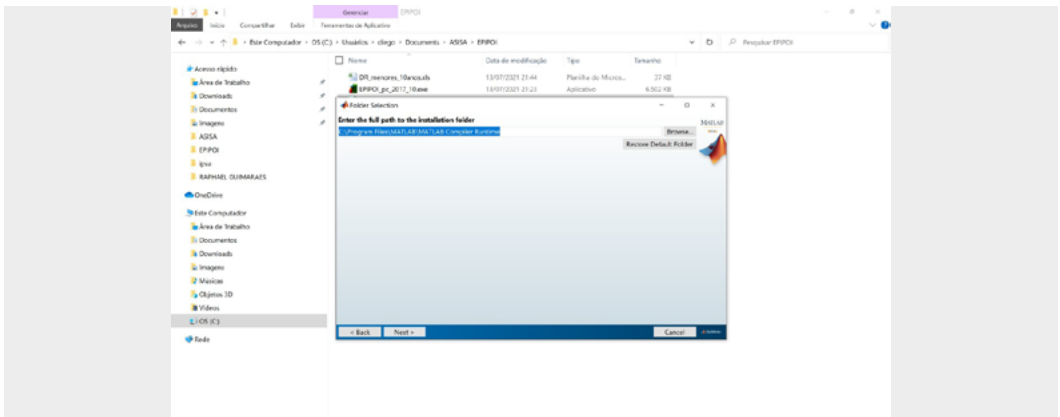 Gerenciar EPIPOI
Arquivo Início Compartilhar Exibir Ferramentas de Aplicativo
Este Computador > OS (C:) > Usuários > diego > Documents > ASISA > EPIPOI
Pesquisar EPIPOI
Nome Data de modificação Tipo Tamanho
DR_menores_10anos.xls 13/07/2021 21:44 Planilha do Micros... 27 KB
EPIPOI_pc_2017_10.exe 13/07/2021 21:23 Aplicativo 6.502 KB
Acesso rápido
Área de Trabalho
Downloads
Documentos
Imagens
ASISA
EPIPOI
ipea
RAPHAEL GUIMARAES
OneDrive
Este Computador
Área de Trabalho
Documentos
Downloads
Imagens
Músicas
Objetos 3D
Vídeos
OS (C:)
Rede
Folder Selection
Enter the full path to the installation folder
C:\Program Files\MATLAB\MATLAB Compiler Runtime
Browse...
Restore Default Folder
MATLAB
< Back Next > Cancel